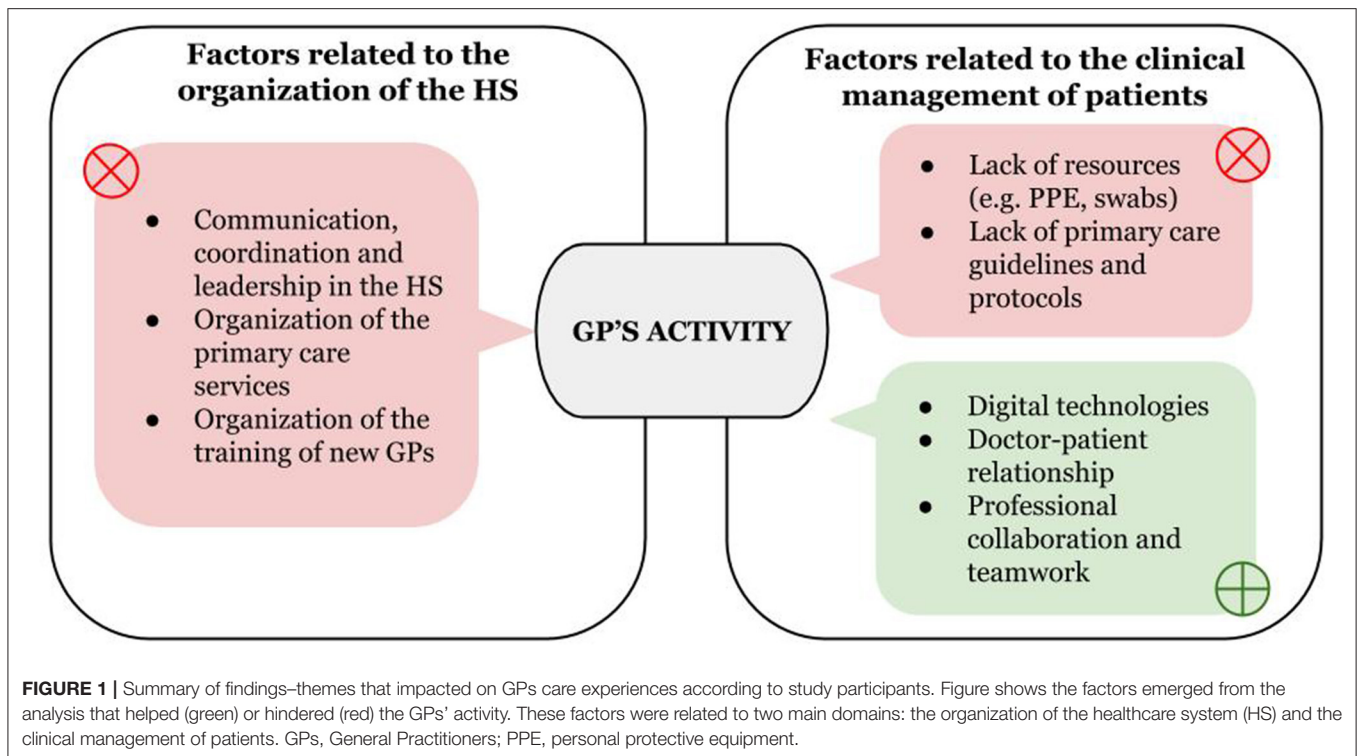 Factors related to the
organization of the HS
● Communication,
coordination and
leadership in the HS
● Organization of the
primary care
services
● Organization of the
training of new GPs
GP'S ACTIVITY
Factors related to the clinical
management of patients
● Lack of resources
(e.g. PPE, swabs)
● Lack of primary care
guidelines and
protocols
● Digital technologies
● Doctor-patient
relationship
● Professional
collaboration and
teamwork
FIGURE 1 | Summary of findings–themes that impacted on GPs care experiences according to study participants. Figure shows the factors emerged from the
analysis that helped (green) or hindered (red) the GPs' activity. These factors were related to two main domains: the organization of the healthcare system (HS) and the
clinical management of patients. GPs, General Practitioners; PPE, personal protective equipment.